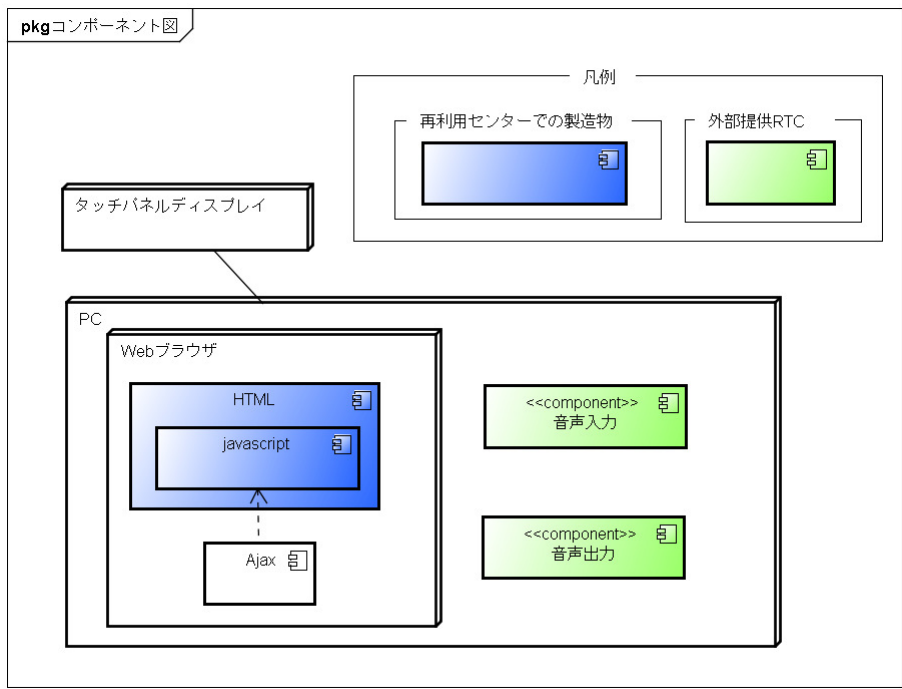 pkgコンポーネント図
凡例
再利用センターでの製造物
外部提供RTC
タッチパネルディスプレイ
PC
Webブラウザ
HTML
javascript
Ajax
<<component>>
音声入力
<<component>>
音声出力